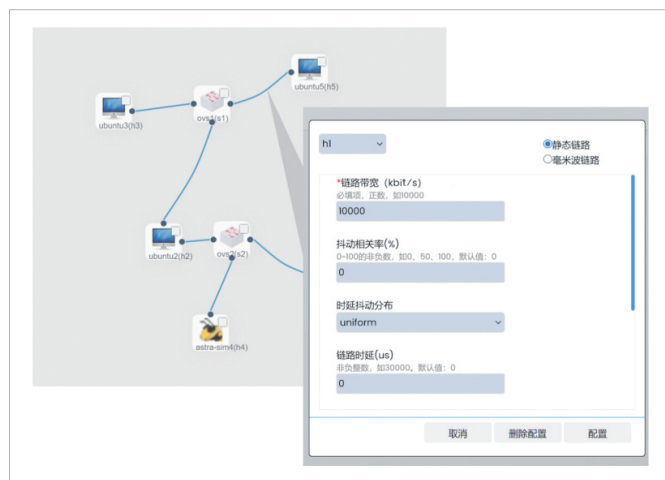 ubuntu5(h5)
ubuntu3(h3)
ovs1(s1)
ubuntu2(h2)
ovs2(s2)
astra-sim4(h4)
h1
静态链路
毫米波链路
*链路带宽（kbit/s）
必填项，正数，如10000
10000
抖动相关率(%)
0-100的非负数，如0，50，100，默认值：0
0
时延抖动分布
uniform
链路时延(us)
非负整数，如30000。默认值：0
0
取消
删除配置
配置